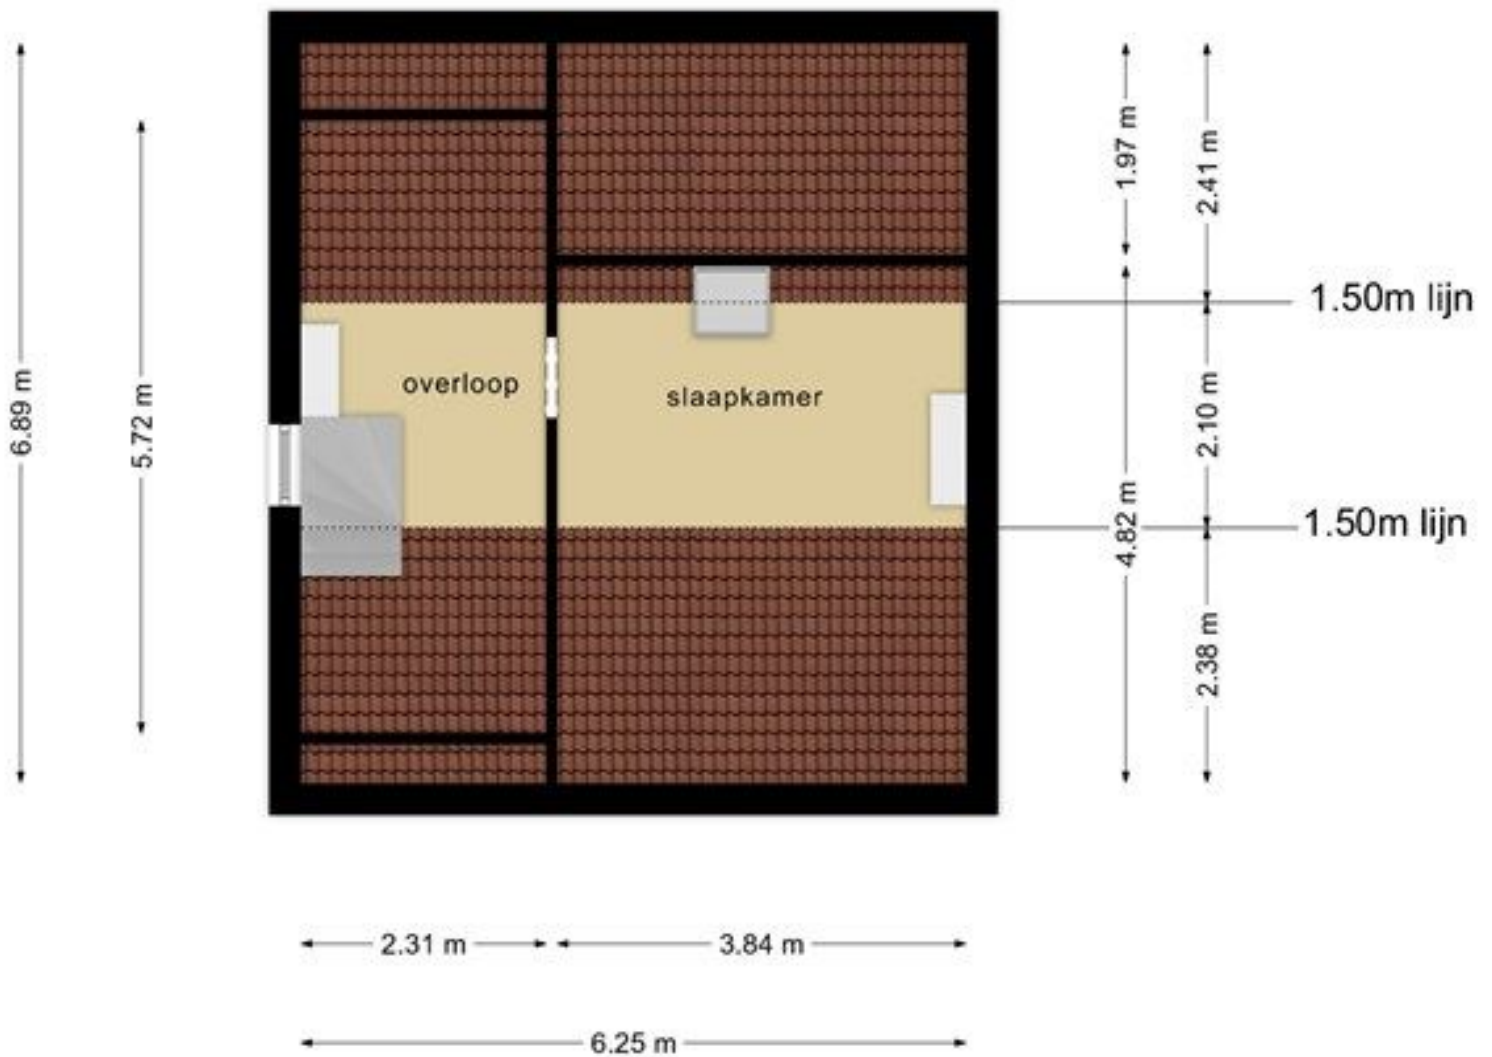 1.97 m
2.41 m
1.50m lijn
6.89 m
5.72 m
overloop
slaapkamer
2.10 m
4.82 m
1.50m lijn
2.38 m
2.31 m
3.84 m
6.25 m